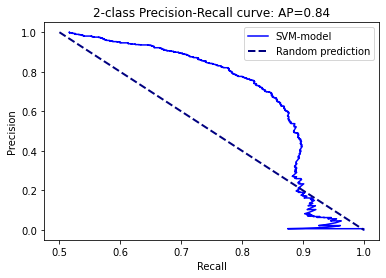 2-class Precision-Recall curve: AP=0.84
SVM-model
Random prediction
Precision
1.0
0.8
0.6
0.4
0.2
0.0
0.5
0.6
0.7
0.8
0.9
1.0
Recall